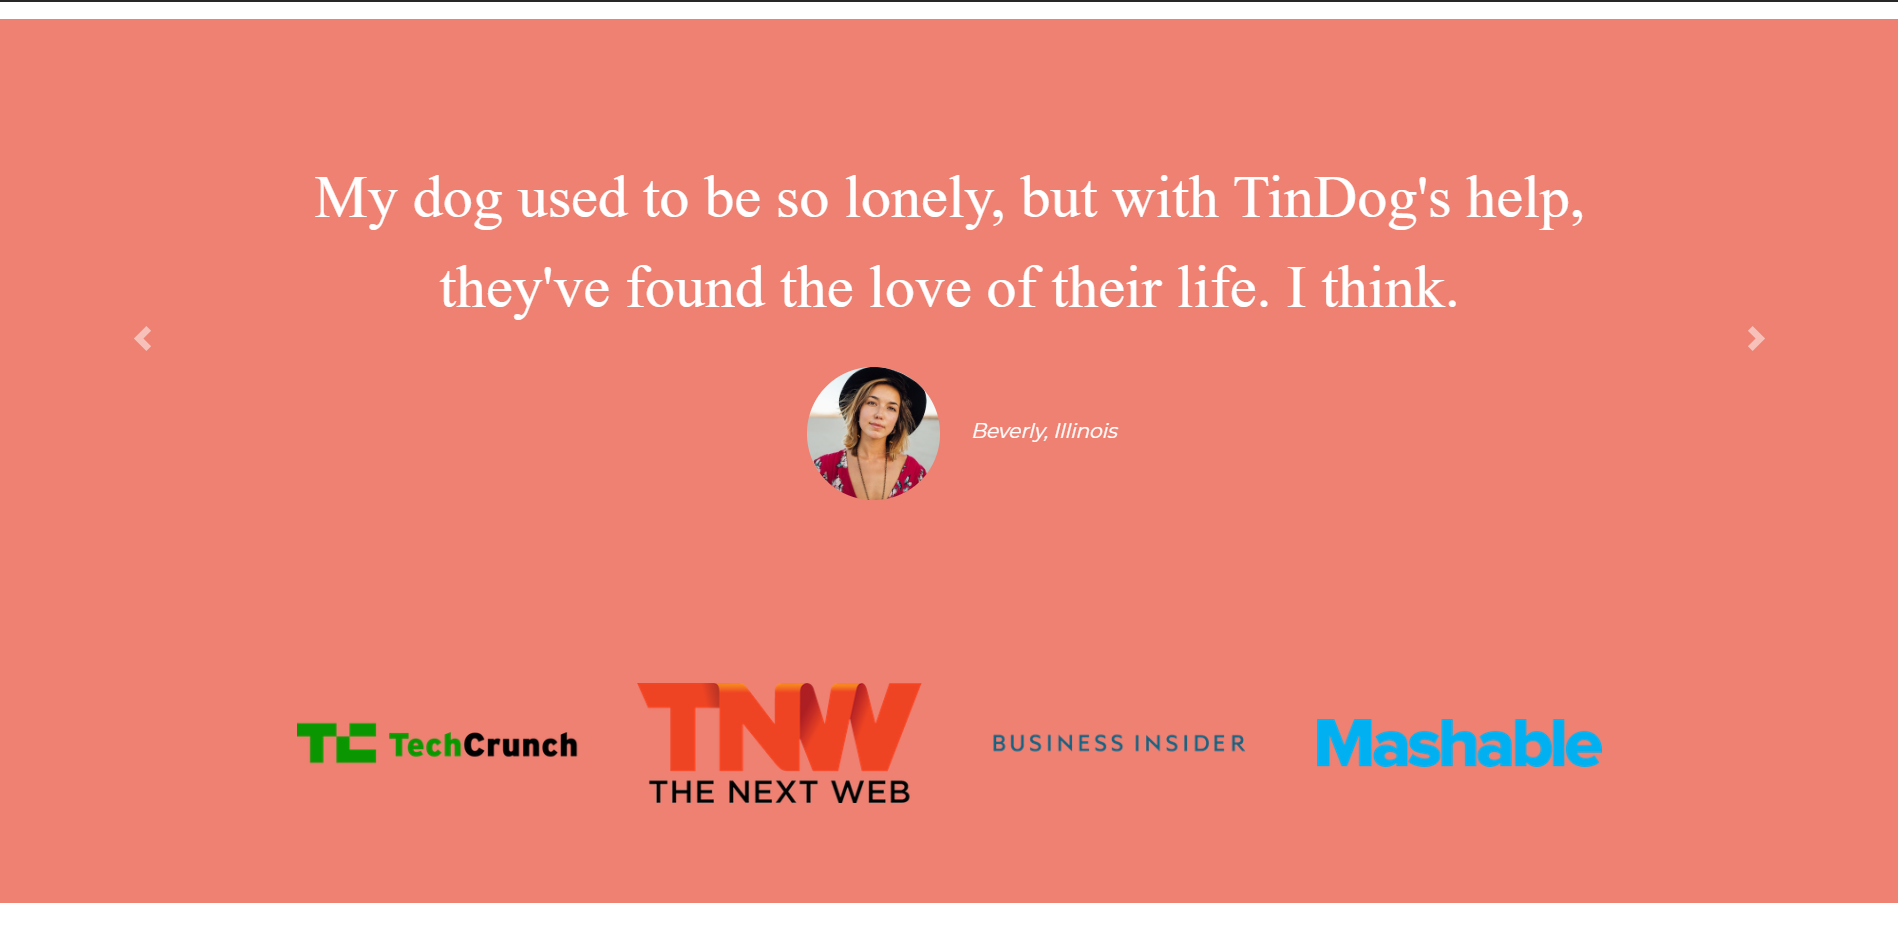 My dog used to be so lonely, but with TinDog's help,
they've found the love of their life. I think.
Beverly, Illinois
TC TechCrunch
TNW
THE NEXT WEB
BUSINESS INSIDER
Mashable